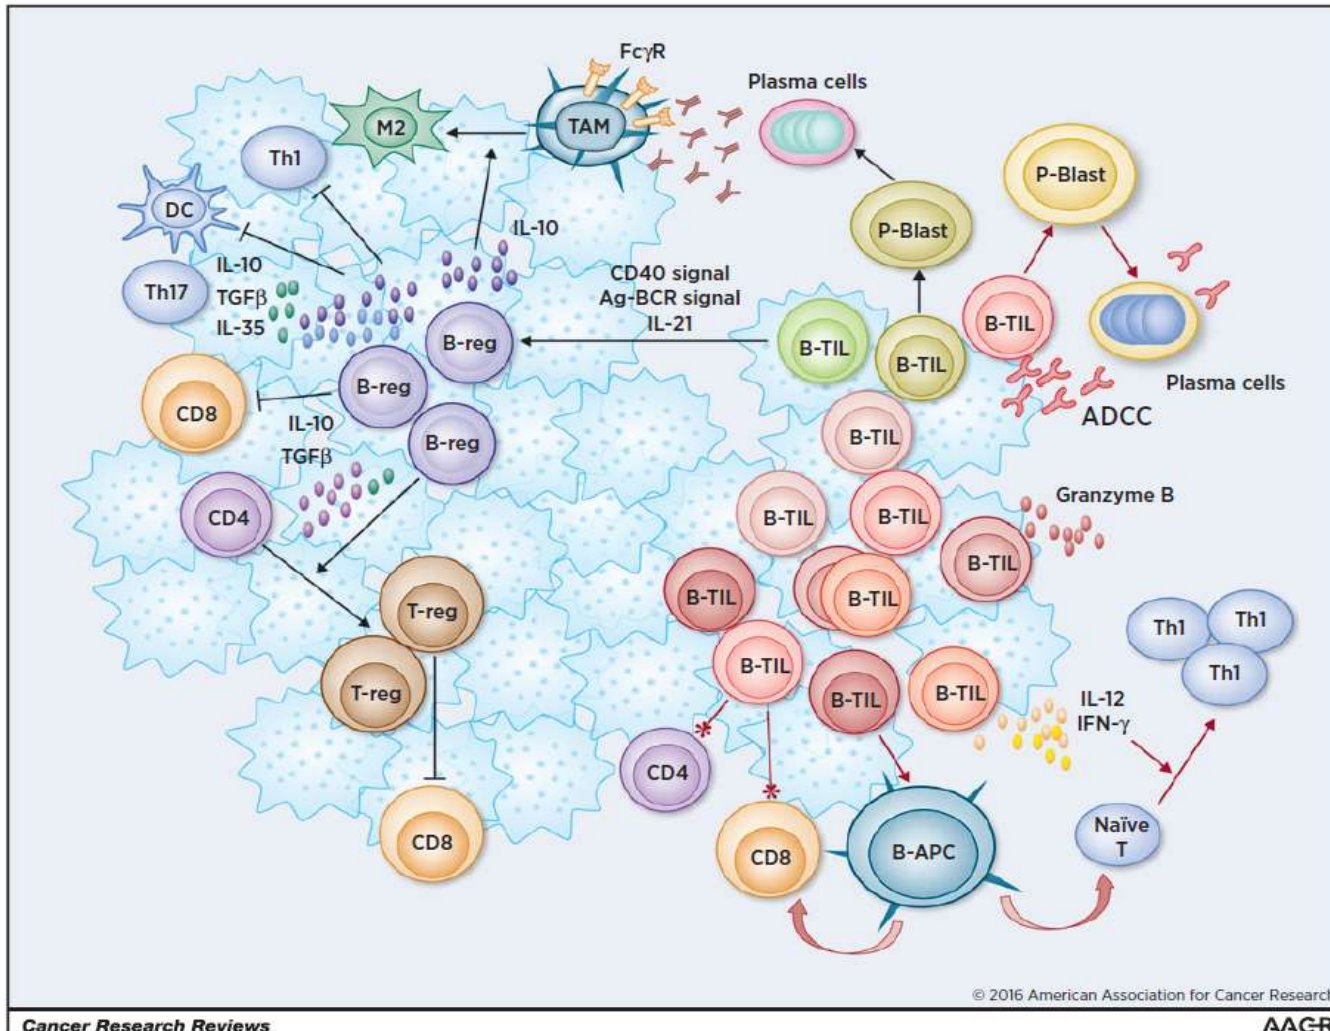 FcγR
Plasma cells
M2
TAM
Th1
P-Blast
DC
P-Blast
IL-10
IL-10
CD40 signal
Th17
TGFβ
Ag-BCR signal
IL-35
IL-21
B-TIL
B-reg
B-TIL
B-TIL
Plasma cells
B-reg
CD8
ADCC
IL-10
TGFβ
B-reg
B-TIL
Granzyme B
CD4
B-TIL
B-TIL
B-TIL
B-TIL
B-TIL
T-reg
Th1
Th1
B-TIL
Th1
T-reg
B-TIL
B-TIL
IL-12
IFN-γ
CD4
Naïve
T
CD8
CD8
B-APC
© 2016 American Association for Cancer Research
Cancer Research Reviews
AACR